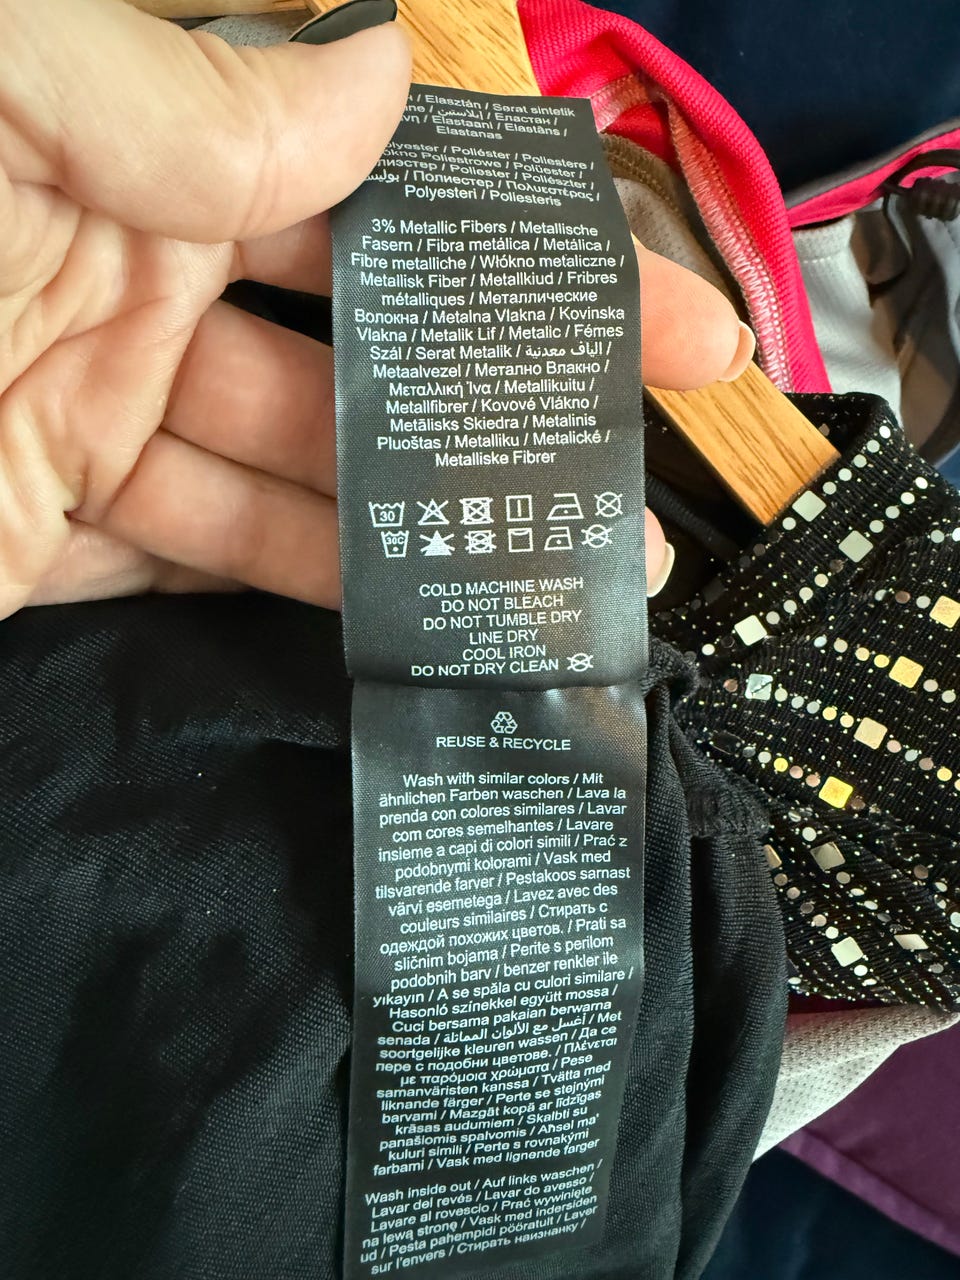 / Elasztán / Serat sintetik
/ إيلاستين / Еластан /
/ Elastaani / Elastāns /
Elastanas
/ Poliéster / Poliestere /
Poliestrowe / Polüester /
/ Polyester / Poliészter /
/ Полиестер / Πολυεστέρας /
Polyesteri / Poliesteris
3% Metallic Fibers / Metallische
Fasern / Fibra metálica / Metálica /
Fibre metalliche / Włókno metaliczne /
Metallisk Fiber / Metallkiud / Fribres
métalliques / Металлические
Волокна / Metalna Vlakna / Kovinska
Vlakna / Metalik Lif / Metalic / Fémes
Szál / Serat Metalik / الياف معدنية /
Metaalvezel / Метално Влакно /
Μεταλλική Ίνα / Metallikuitu /
Metallfibrer / Kovové Vlákno /
Metālisks Skiedra / Metalinis
Pluoštas / Metalliku / Metalické /
Metalliske Fibrer
30
30C
COLD MACHINE WASH
DO NOT BLEACH
DO NOT TUMBLE DRY
LINE DRY
COOL IRON
DO NOT DRY CLEAN
REUSE & RECYCLE
Wash with similar colors / Mit
ähnlichen Farben waschen / Lava la
prenda con colores similares / Lavar
com cores semelhantes / Lavare
insieme a capi di colori simili / Prać z
podobnymi kolorami / Vask med
tilsvarende farver / Pestakoos sarnast
värvi esemetega / Lavez avec des
couleurs similaires / Стирать с
одеждой похожих цветов. / Prati sa
sličnim bojama / Perite s perilom
podobnih barv / benzer renkler ile
yıkayın / A se spăla cu culori similare /
Hasonló színekkel együtt mossa /
Cuci bersama pakaian berwarna
senada / أغسل مع الألوان المماثلة / Met
soortgelijke kleuren wassen / Да се
пере с подобни цветове. / Πλένεται
με παρόμοια χρώματα / Pese
samanväristen kanssa / Tvätta med
liknande färger / Perte se stejnými
barvami / Mazgāt kopā ar līdzīgas
krāsas audumiem / Skalbti su
panašiomis spalvomis / Aħsel ma'
kuluri simili / Perte s rovnakými
farbami / Vask med lignende farger
Wash inside out / Auf links waschen /
Lavar del revés / Lavar do avesso /
Lavare al rovescio / Prać wywinięte
na lewą stronę / Vask med indersiden
ud / Pesta pahempidi pööratult / Laver
sur l'envers / Стирать наизнанку /